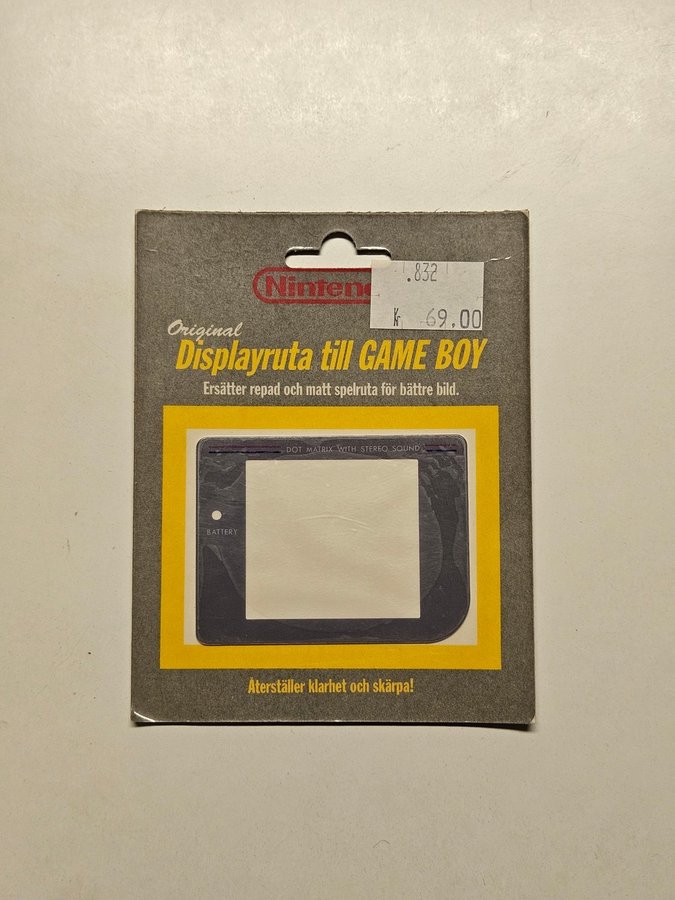 .832
Kr 69.00
Ninten
Original
Displayruta till GAME BOY
Ersätter repad och matt spelruta för bättre bild.
DOT MATRIX WITH STEREO SOUND
BATTERY
Återställer klarhet och skärpa!